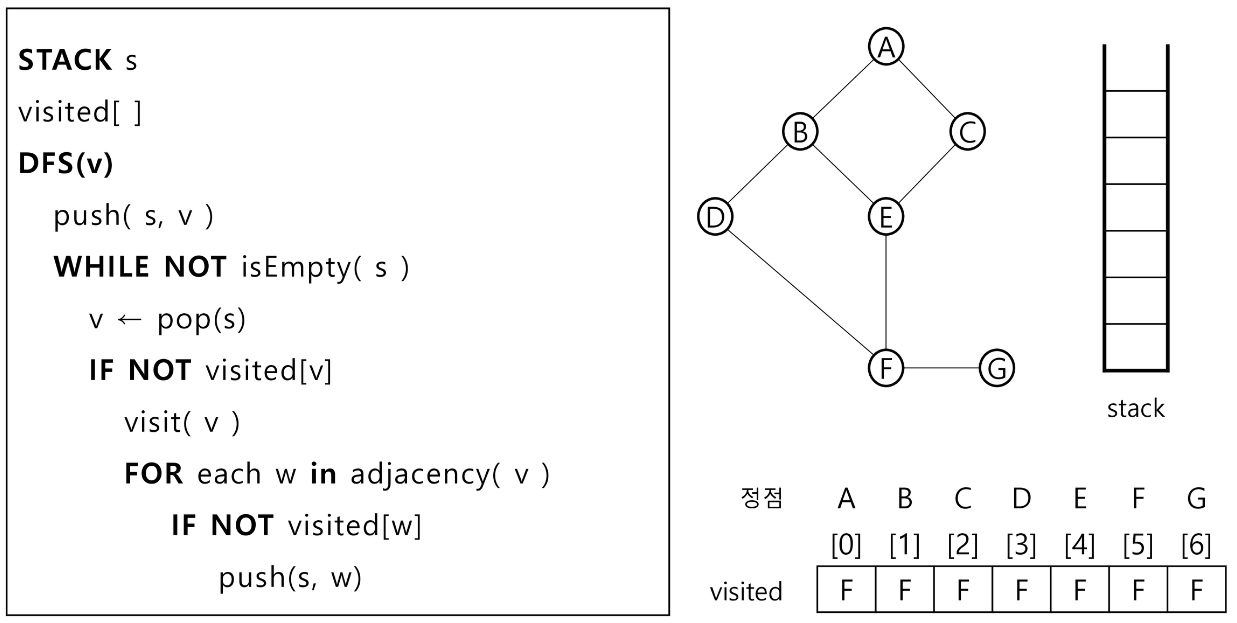 STACK s
visited[ ]
DFS(v)
push( s, v )
WHILE NOT isEmpty( s )
v ← pop(s)
IF NOT visited[v]
visit( v )
FOR each w in adjacency( v )
IF NOT visited[w]
push(s, w)
A
B
C
D
E
F
G
stack
정점 A B C D E F G
[0] [1] [2] [3] [4] [5] [6]
visited F F F F F F F